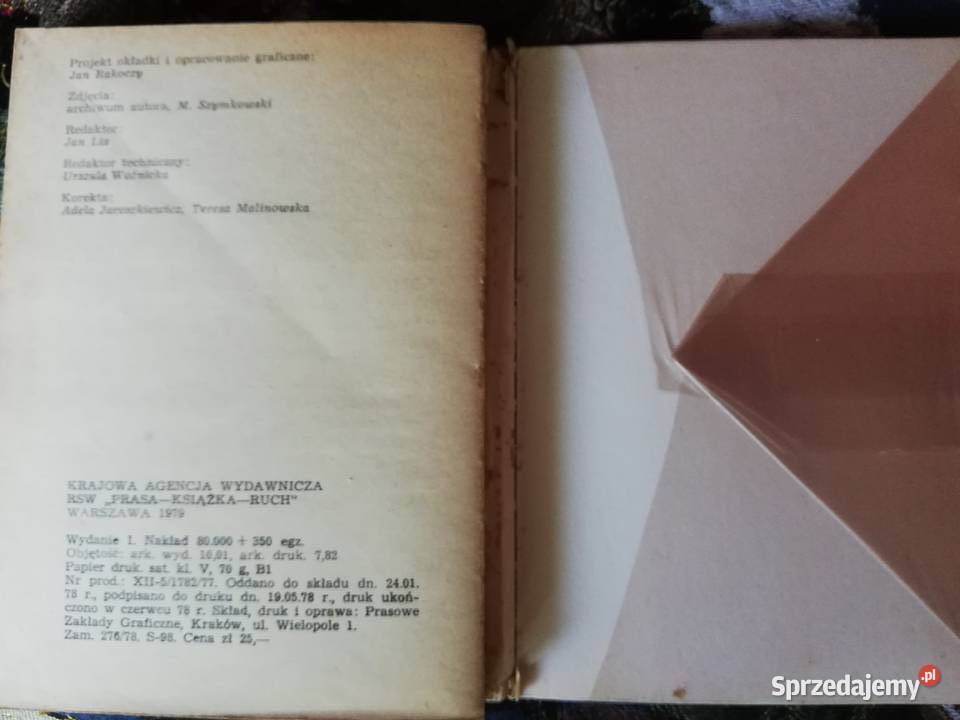 Projekt okładki i opracowanie graficzne:
Jan Rakoczy
Zdjęcia:
archiwum autora, M. Szymkowski
Redaktor
Jan Lis
Redaktor techniczny:
Urszula Woźnicka
Korekta:
Adela Jaroszkiewicz, Teresa Malinowska
KRAJOWA AGENCJA WYDAWNICZA
RSW „PRASA—KSIĄŻKA—RUCH"
WARSZAWA 1979
Wydanie I. Nakład 80.000 + 350 egz.
Objętość: ark. wyd. 10,01, ark. druk. 7,82
Papier druk. sat. kl. V, 70 g, B1
Nr prod.: XII-5/1782/77. Oddano do składu dn. 24.01.
78 r., podpisano do druku dn. 19.05.78 r., druk ukoń-
czono w czerwcu 78 r. Skład, druk i oprawa: Prasowe
Zakłady Graficzne, Kraków, ul. Wielopole 1.
Zam. 276/78. S-98. Cena zł 25,—
Sprzedajemy.pl